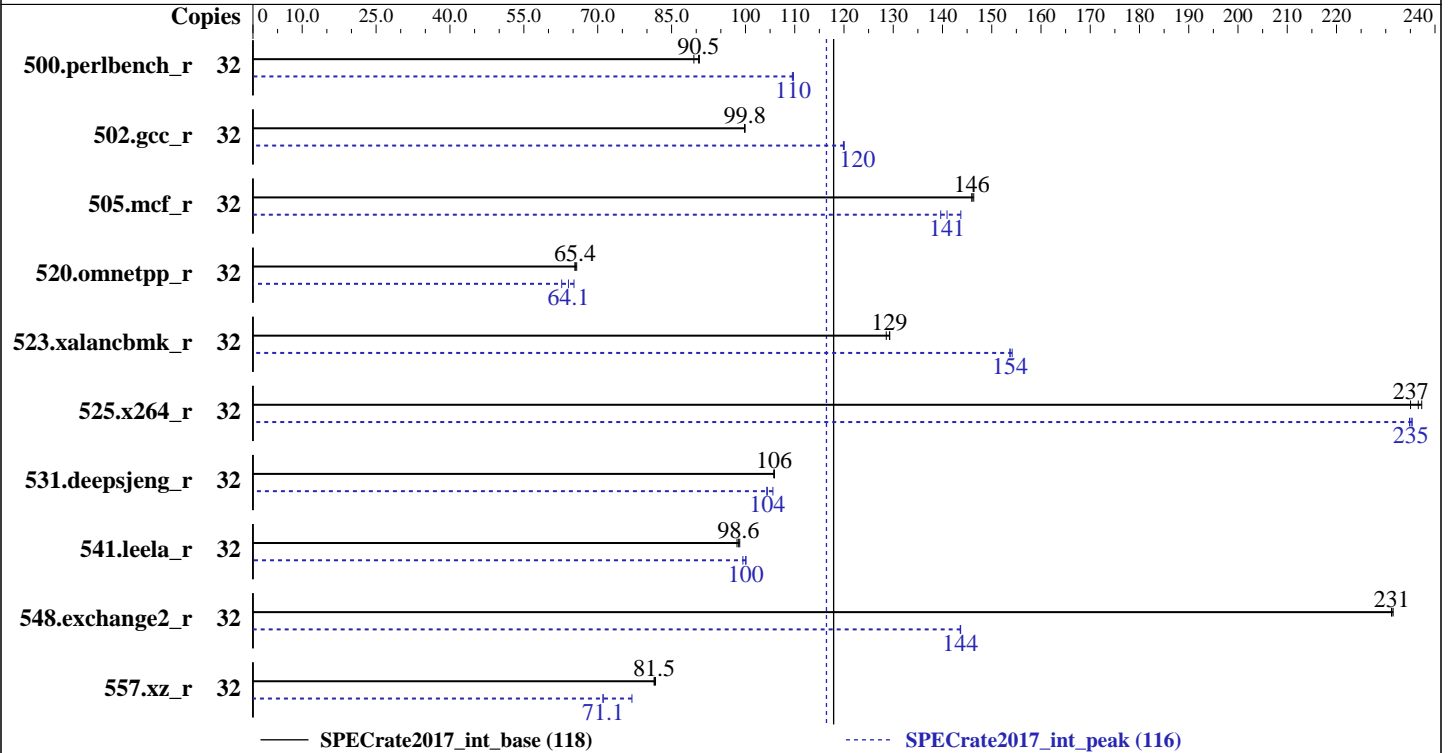 Copies 0 10.0 25.0 40.0 55.0 70.0 85.0 100 110 120 130 140 150 160 170 180 190 200 210 220 240
90.5
500.perlbench_r 32
110
99.8
502.gcc_r 32
120
146
505.mcf_r 32
141
65.4
520.omnetpp_r 32
64.1
129
523.xalancbmk_r 32
154
237
525.x264_r 32
235
106
531.deepsjeng_r 32
104
98.6
541.leela_r 32
100
231
548.exchange2_r 32
144
81.5
557.xz_r 32
71.1
SPECrate2017_int_base (118) SPECrate2017_int_peak (116)